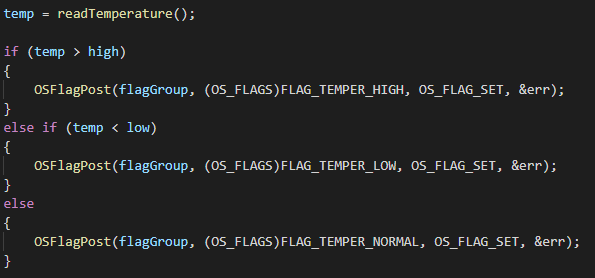 temp = readTemperature();
if (temp > high)
{
OSFlagPost(flagGroup, (OS_FLAGS)FLAG_TEMPER_HIGH, OS_FLAG_SET, &err);
}
else if (temp < low)
{
OSFlagPost(flagGroup, (OS_FLAGS)FLAG_TEMPER_LOW, OS_FLAG_SET, &err);
}
else
{
OSFlagPost(flagGroup, (OS_FLAGS)FLAG_TEMPER_NORMAL, OS_FLAG_SET, &err);
}